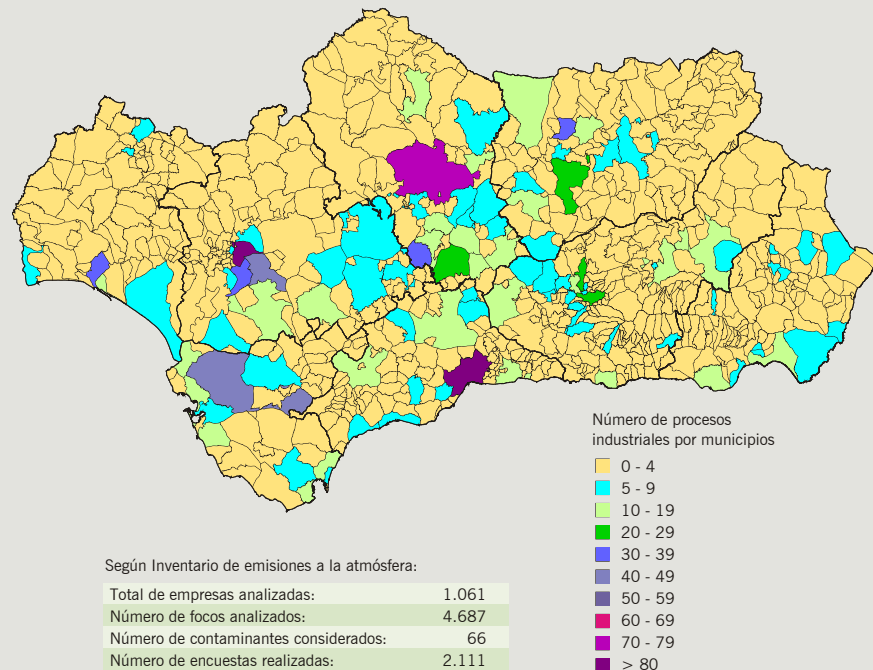 Número de procesos
industriales por municipios
0 - 4
5 - 9
10 - 19
20 - 29
30 - 39
40 - 49
50 - 59
60 - 69
70 - 79
> 80
Según Inventario de emisiones a la atmósfera:
Total de empresas analizadas: 1.061
Número de focos analizados: 4.687
Número de contaminantes considerados: 66
Número de encuestas realizadas: 2.111